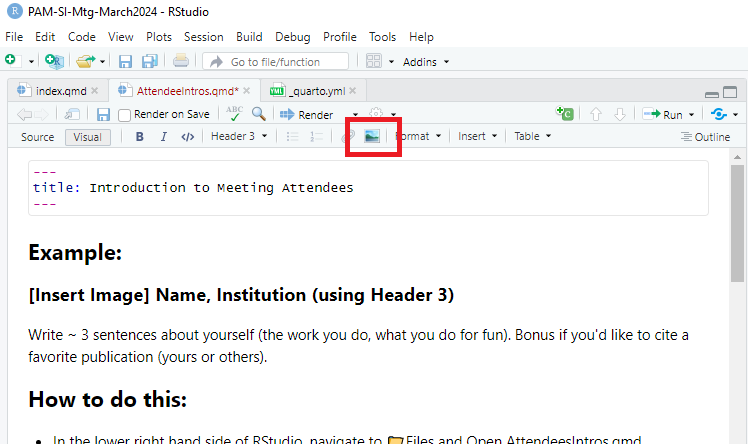 R PAM-SI-Mtg-March2024 - RStudio
File Edit Code View Plots Session Build Debug Profile Tools Help
R Go to file/function Addins
index.qmd AttendeeIntros.qmd* YML _quarto.yml
Render on Save ABC Render C Run
Source Visual B I </> Header 3 Format Insert Table Outline
---
title: Introduction to Meeting Attendees
---
Example:
[Insert Image] Name, Institution (using Header 3)
Write ~ 3 sentences about yourself (the work you do, what you do for fun). Bonus if you'd like to cite a
favorite publication (yours or others).
How to do this:
• In the lower right hand side of RStudio, navigate to 📁Files and Open AttendeesIntros.qmd